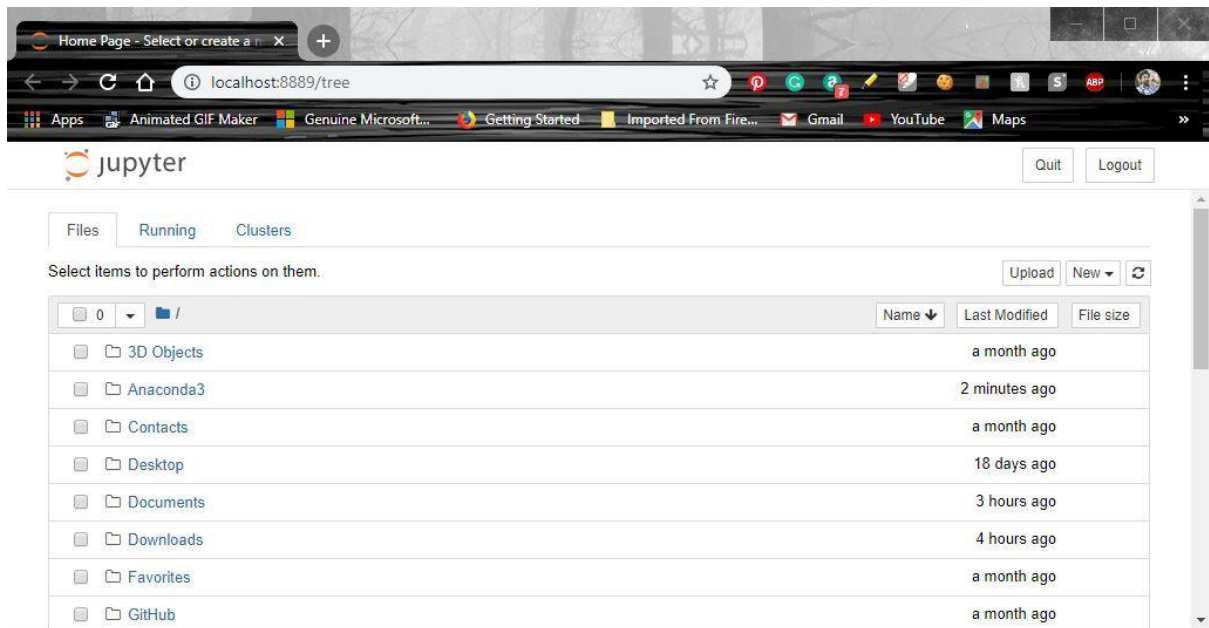 Home Page - Select or create a n
localhost:8889/tree
7
ABP
Apps Animated GIF Maker Genuine Microsoft... Getting Started Imported From Fire... Gmail YouTube Maps »
jupyter Quit Logout
Files Running Clusters
Select items to perform actions on them. Upload New
0 / Name Last Modified File size
3D Objects a month ago
Anaconda3 2 minutes ago
Contacts a month ago
Desktop 18 days ago
Documents 3 hours ago
Downloads 4 hours ago
Favorites a month ago
GitHub a month ago